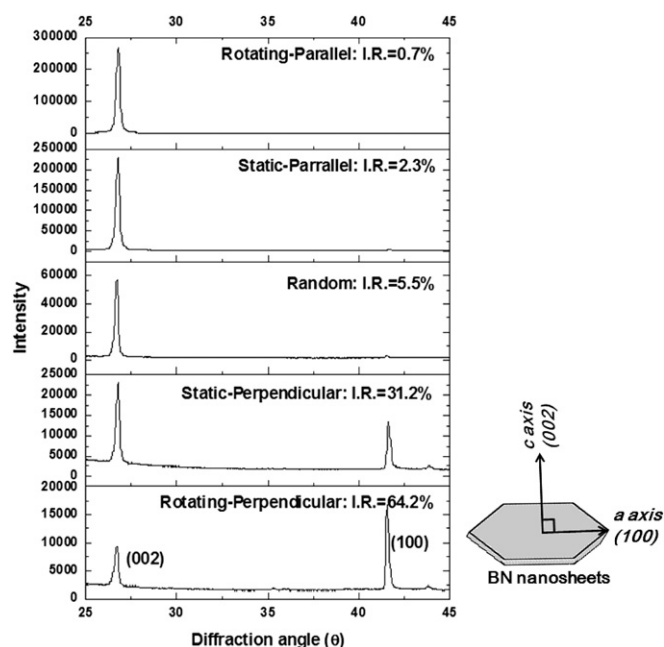 25 30 35 40 45
300000
250000
200000
150000
100000
50000
0
Rotating-Parallel: I.R.=0.7%
250000
200000
150000
100000
50000
0
Static-Parrallel: I.R.=2.3%
60000
40000
20000
0
Random: I.R.=5.5%
25000
20000
15000
10000
5000
0
Static-Perpendicular: I.R.=31.2%
15000
10000
5000
0
Rotating-Perpendicular: I.R.=64.2%
(002)
(100)
25 30 35 40 45
Intensity
Diffraction angle (θ)
c axis
(002)
a axis
(100)
BN nanosheets